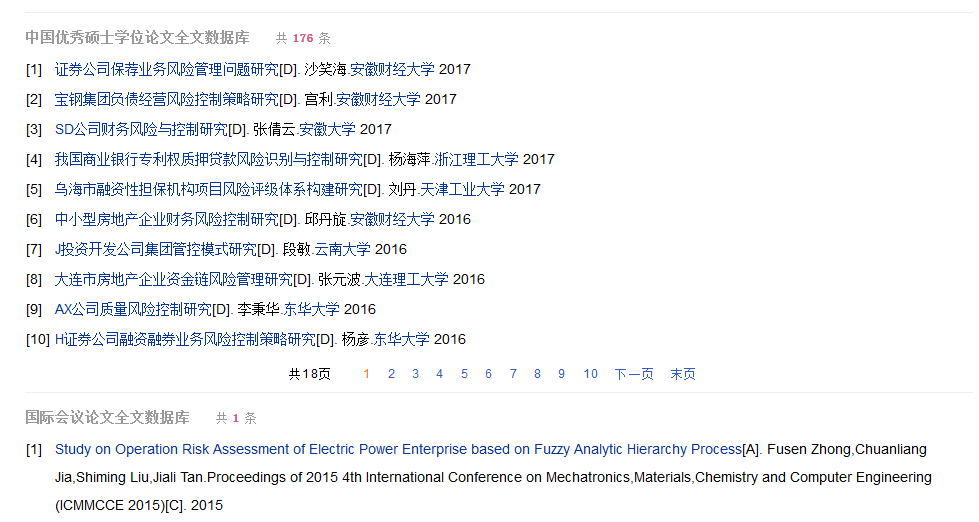 中国优秀硕士学位论文全文数据库 共 176 条
[1] 证券公司保荐业务风险管理问题研究[D]. 沙笑海.安徽财经大学 2017
[2] 宝钢集团负债经营风险控制策略研究[D]. 宫利.安徽财经大学 2017
[3] SD公司财务风险与控制研究[D]. 张倩云.安徽大学 2017
[4] 我国商业银行专利权质押贷款风险识别与控制研究[D]. 杨海萍.浙江理工大学 2017
[5] 乌海市融资性担保机构项目风险评级体系构建研究[D]. 刘丹.天津工业大学 2017
[6] 中小型房地产企业财务风险控制研究[D]. 邱丹旎.安徽财经大学 2016
[7] J投资开发公司集团管控模式研究[D]. 段敏.云南大学 2016
[8] 大连市房地产企业资金链风险管理研究[D]. 张元波.大连理工大学 2016
[9] AX公司质量风险控制研究[D]. 李秉华.东华大学 2016
[10] H证券公司融资融券业务风险控制策略研究[D]. 杨彦.东华大学 2016
共18页 1 2 3 4 5 6 7 8 9 10 下一页 末页
国际会议论文全文数据库 共 1 条
[1] Study on Operation Risk Assessment of Electric Power Enterprise based on Fuzzy Analytic Hierarchy Process[A]. Fusen Zhong,Chuanliang
Jia,Shiming Liu,Jiali Tan.Proceedings of 2015 4th International Conference on Mechatronics,Materials,Chemistry and Computer Engineering
(ICMMCCE 2015)[C]. 2015